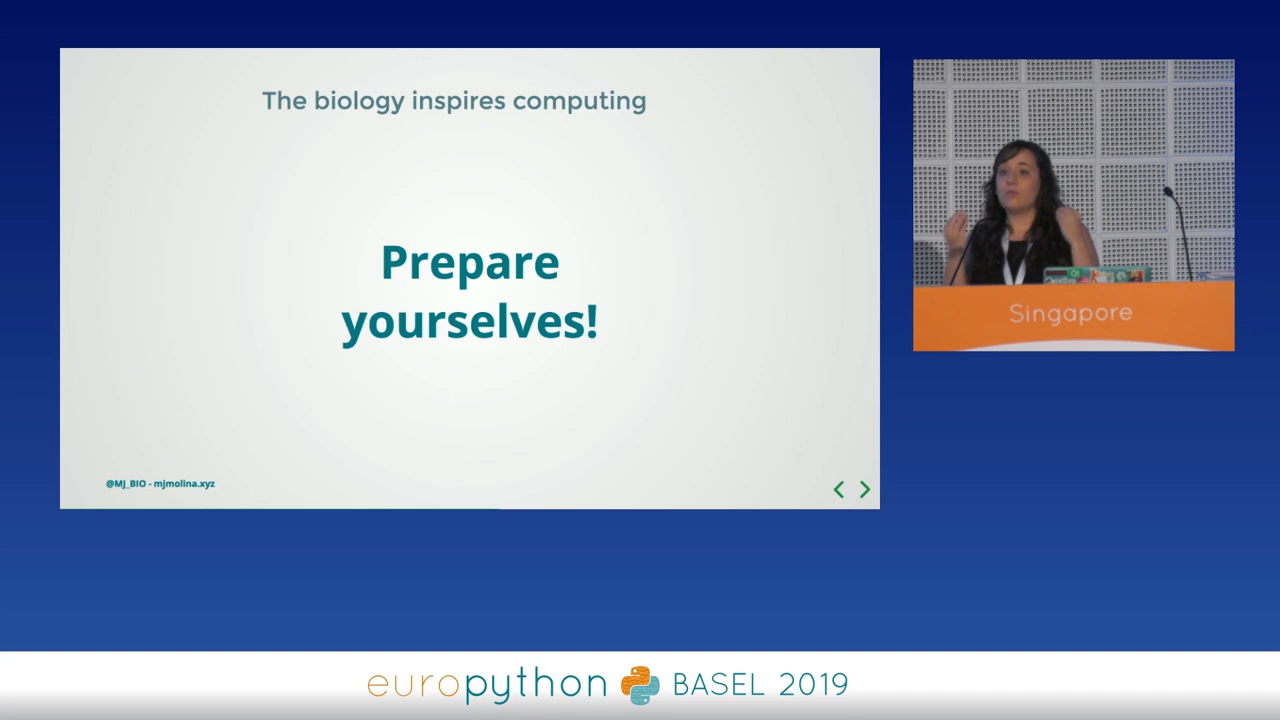 The biology inspires computing
Prepare
yourselves!
@MJ_BIO - mjmolina.xyz
Singapore
europython BASEL 2019